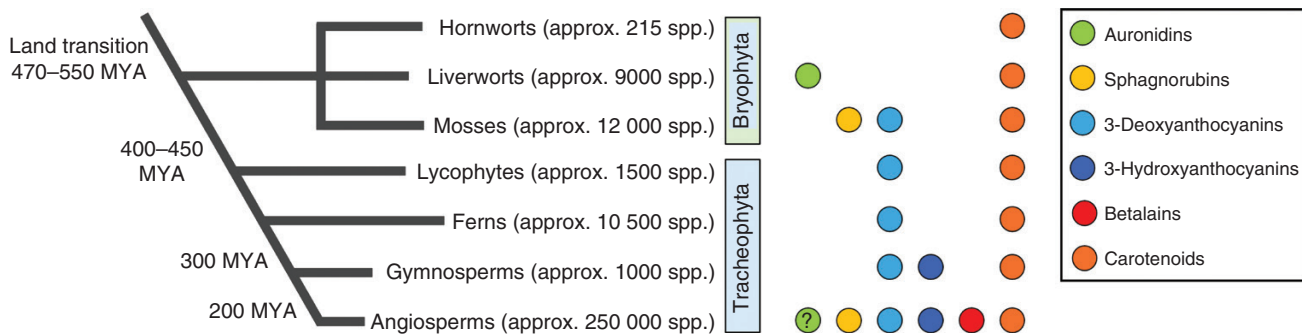 Land transition
470–550 MYA
400–450
MYA
300 MYA
200 MYA
Hornworts (approx. 215 spp.)
Liverworts (approx. 9000 spp.)
Mosses (approx. 12 000 spp.)
Lycophytes (approx. 1500 spp.)
Ferns (approx. 10 500 spp.)
Gymnosperms (approx. 1000 spp.)
Angiosperms (approx. 250 000 spp.)
Bryophyta
Tracheophyta
?
Auronidins
Sphagnorubins
3-Deoxyanthocyanins
3-Hydroxyanthocyanins
Betalains
Carotenoids